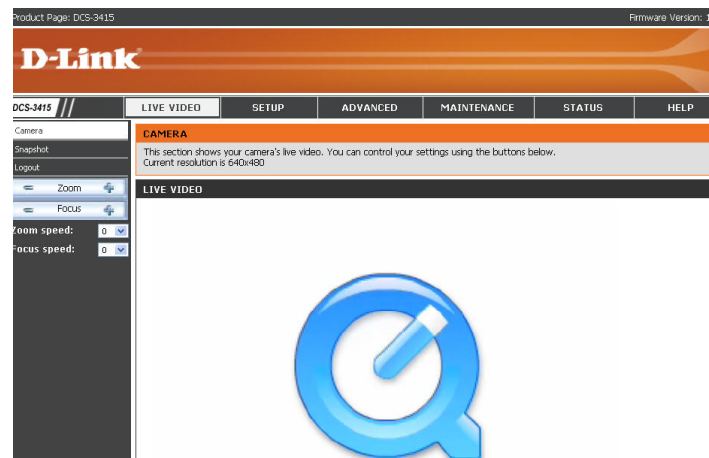 Product Page: DCS-3415 Firmware Version: 1
D-Link
DCS-3415 LIVE VIDEO SETUP ADVANCED MAINTENANCE STATUS HELP
Camera
Snapshot
Logout
Zoom
Focus
Zoom speed: 0
Focus speed: 0
CAMERA
This section shows your camera's live video. You can control your settings using the buttons below.
Current resolution is 640x480
LIVE VIDEO